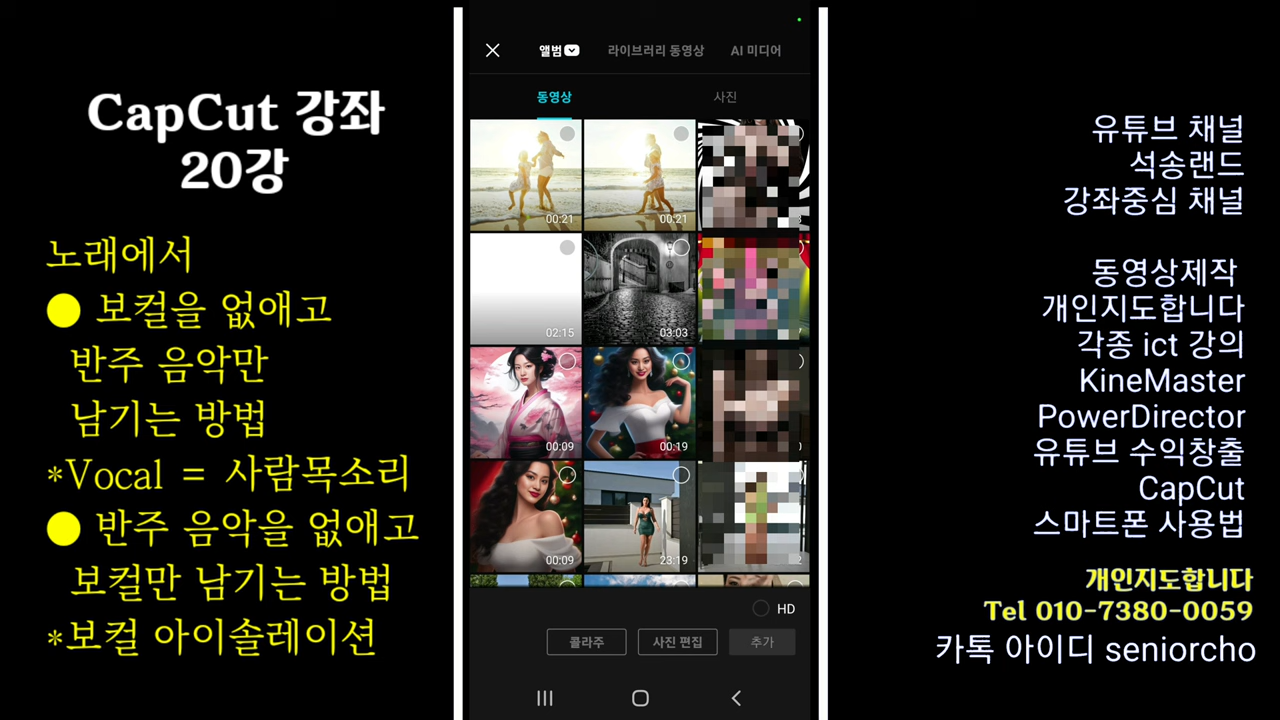 CapCut 강좌
20강
노래에서
● 보컬을 없애고
반주 음악만
남기는 방법
*Vocal = 사람목소리
● 반주 음악을 없애고
보컬만 남기는 방법
*보컬 아이솔레이션
앨범 라이브러리 동영상 AI 미디어
동영상 사진
00:21 00:21
02:15 03:03
00:09 00:19
00:09 23:19
HD
콜라주 사진 편집 추가
유튜브 채널
석송랜드
강좌중심 채널
동영상제작
개인지도합니다
각종 ict 강의
KineMaster
PowerDirector
유튜브 수익창출
CapCut
스마트폰 사용법
개인지도합니다
Tel 010-7380-0059
카톡 아이디 seniorcho